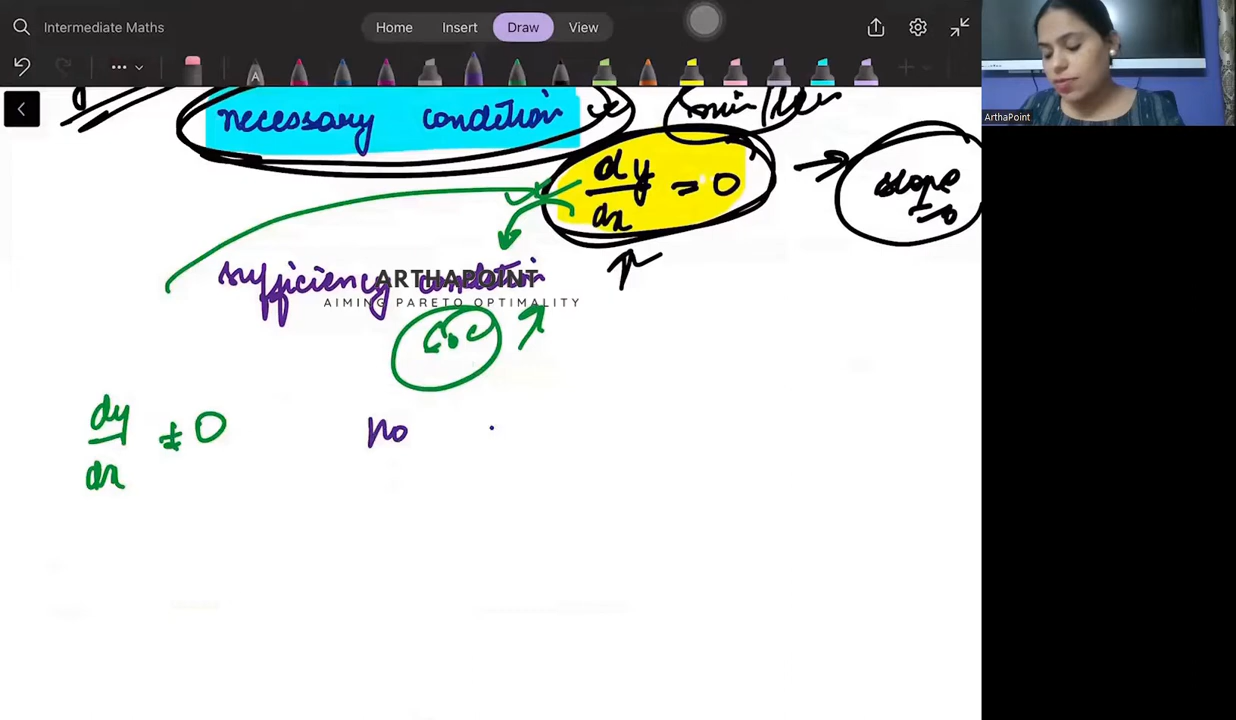 Intermediate Maths
Home Insert Draw View
A
ArthaPoint
necessary condition
dy/dx = 0
slope = 0
sufficiency condition
ARTHAPOINT
AIMING PARETO OPTIMALITY
dy/dx ≠ 0
No